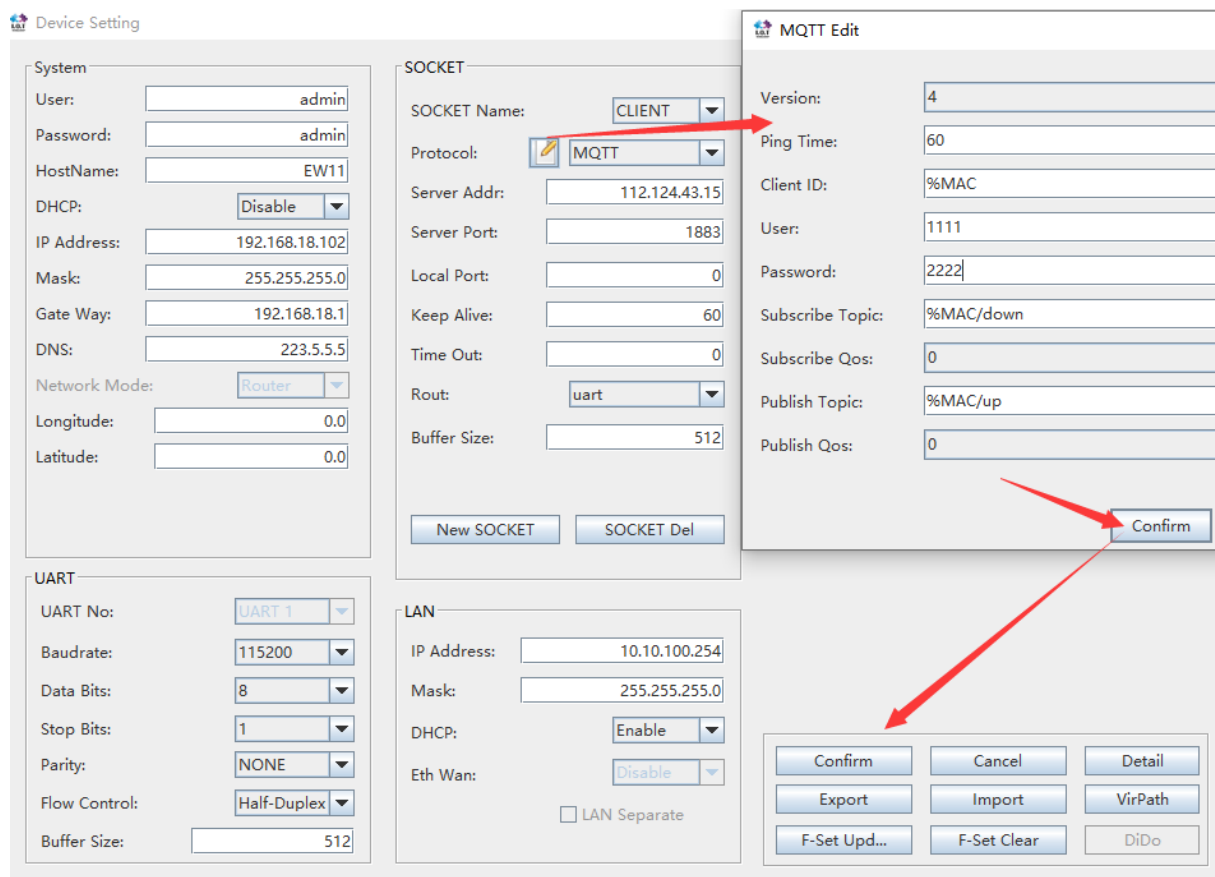 Device Setting
System
User: admin
Password: admin
HostName: EW11
DHCP: Disable
IP Address: 192.168.18.102
Mask: 255.255.255.0
Gate Way: 192.168.18.1
DNS: 223.5.5.5
Network Mode: Router
Longitude: 0.0
Latitude: 0.0
SOCKET
SOCKET Name: CLIENT
Protocol: MQTT
Server Addr: 112.124.43.15
Server Port: 1883
Local Port: 0
Keep Alive: 60
Time Out: 0
Rout: uart
Buffer Size: 512
New SOCKET SOCKET Del
MQTT Edit
Version: 4
Ping Time: 60
Client ID: %MAC
User: 1111
Password: 2222
Subscribe Topic: %MAC/down
Subscribe Qos: 0
Publish Topic: %MAC/up
Publish Qos: 0
Confirm
UART
UART No: UART 1
Baudrate: 115200
Data Bits: 8
Stop Bits: 1
Parity: NONE
Flow Control: Half-Duplex
Buffer Size: 512
LAN
IP Address: 10.10.100.254
Mask: 255.255.255.0
DHCP: Enable
Eth Wan: Disable
LAN Separate
Confirm Cancel Detail
Export Import VirPath
F-Set Upd... F-Set Clear DiDo